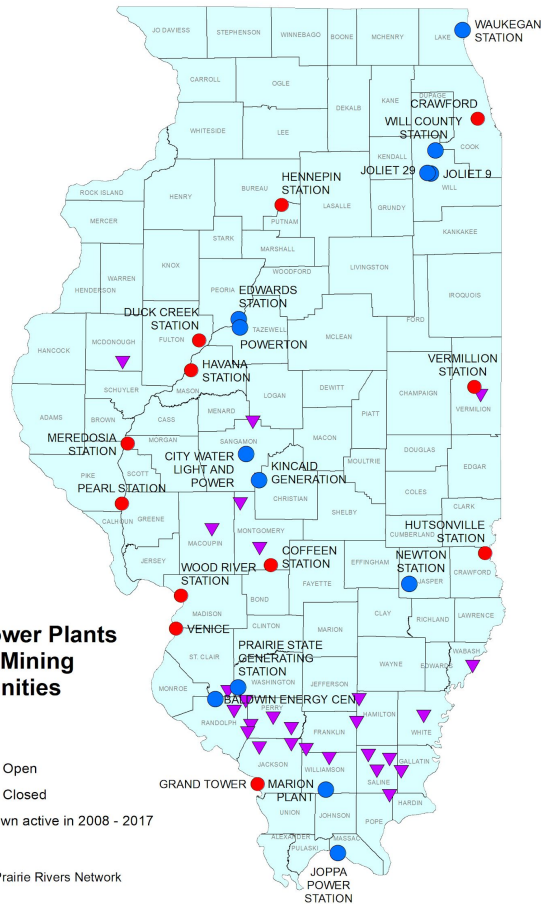 WAUKEGAN
STATION
JO DAVIESS
STEPHENSON
WINNEBAGO
BOONE
MCHENRY
LAKE
CARROLL
OGLE
KANE
DUPAGE
CRAWFORD
DEKALB
WILL COUNTY
STATION
COOK
WHITESIDE
LEE
KENDALL
JOLIET 29
JOLIET 9
WILL
HENNEPIN
STATION
ROCK ISLAND
HENRY
BUREAU
LASALLE
GRUNDY
MERCER
PUTNAM
KANKAKEE
STARK
MARSHALL
KNOX
WOODFORD
LIVINGSTON
WARREN
HENDERSON
PEORIA
EDWARDS
STATION
IROQUOIS
DUCK CREEK
STATION
FORD
HANCOCK
MCDONOUGH
FULTON
TAZEWELL
POWERTON
MCLEAN
VERMILLION
STATION
HAVANA
STATION
SCHUYLER
MASON
LOGAN
DEWITT
CHAMPAIGN
VERMILION
ADAMS
BROWN
CASS
MENARD
PIATT
MEREDOSIA
STATION
MORGAN
SANGAMON
MACON
CITY WATER
LIGHT AND
POWER
KINCAID
GENERATION
MOULTRIE
DOUGLAS
EDGAR
PIKE
SCOTT
PEARL STATION
CHRISTIAN
COLES
CALHOUN
GREENE
SHELBY
CLARK
MACOUPIN
MONTGOMERY
CUMBERLAND
HUTSONVILLE
STATION
JERSEY
COFFEEN
STATION
EFFINGHAM
NEWTON
STATION
JASPER
CRAWFORD
WOOD RIVER
STATION
FAYETTE
MADISON
BOND
CLAY
RICHLAND
LAWRENCE
VENICE
CLINTON
MARION
ower Plants
Mining
nities
PRAIRIE STATE
GENERATING
STATION
ST. CLAIR
WAYNE
EDWARDS
WABASH
MONROE
WASHINGTON
JEFFERSON
BALDWIN ENERGY CEN
RANDOLPH
PERRY
HAMILTON
WHITE
FRANKLIN
JACKSON
WILLIAMSON
SALINE
GALLATIN
Open
GRAND TOWER
MARION
PLANT
Closed
HARDIN
UNION
JOHNSON
POPE
wn active in 2008 - 2017
ALEXANDER
PULASKI
MASSAC
rairie Rivers Network
JOPPA
POWER
STATION